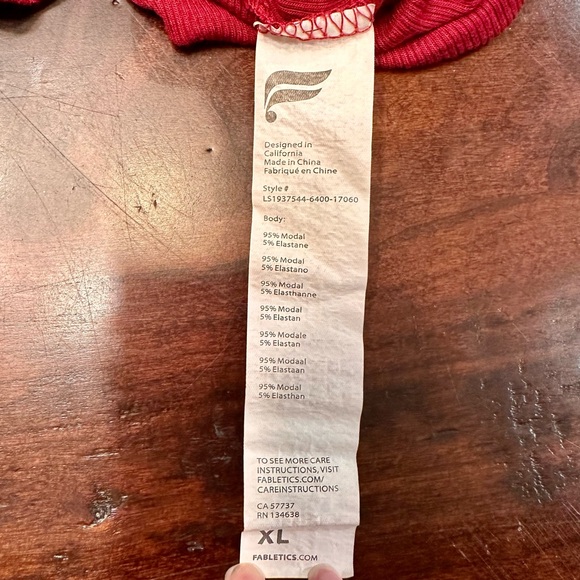 Designed in
California
Made in China
Fabriqué en Chine
Style #
LS1937544-6400-17060
Body:
95% Modal
5% Elastane
95% Modal
5% Elastano
95% Modal
5% Elasthanne
95% Modal
5% Elastan
95% Modale
5% Elastan
95% Modaal
5% Elastaan
95% Modal
5% Elasthan
TO SEE MORE CARE
INSTRUCTIONS, VISIT
FABLETICS.COM/
CAREINSTRUCTIONS
CA 57737
RN 134638
XL
FABLETICS.COM